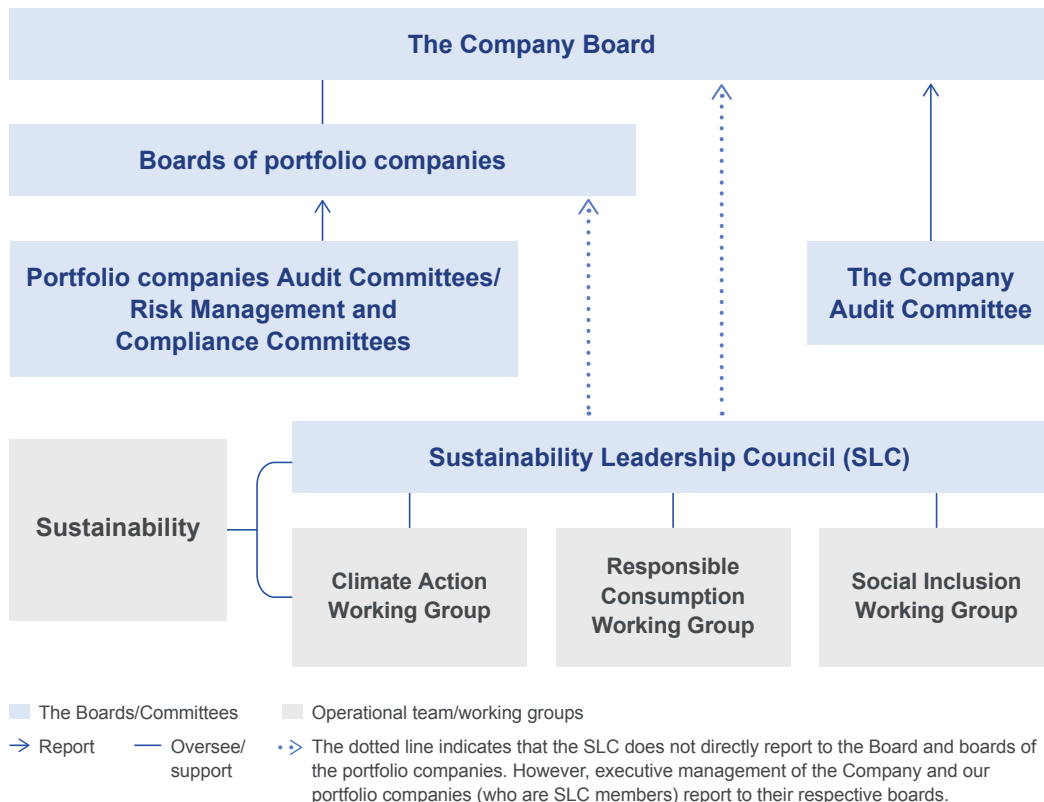 The Company Board
Boards of portfolio companies
Portfolio companies Audit Committees/
Risk Management and
Compliance Committees
The Company
Audit Committee
Sustainability Leadership Council (SLC)
Sustainability
Climate Action
Working Group
Responsible
Consumption
Working Group
Social Inclusion
Working Group
The Boards/Committees
Operational team/working groups
Report
Oversee/
support
The dotted line indicates that the SLC does not directly report to the Board and boards of
the portfolio companies. However, executive management of the Company and our
portfolio companies (who are SLC members) report to their respective boards.